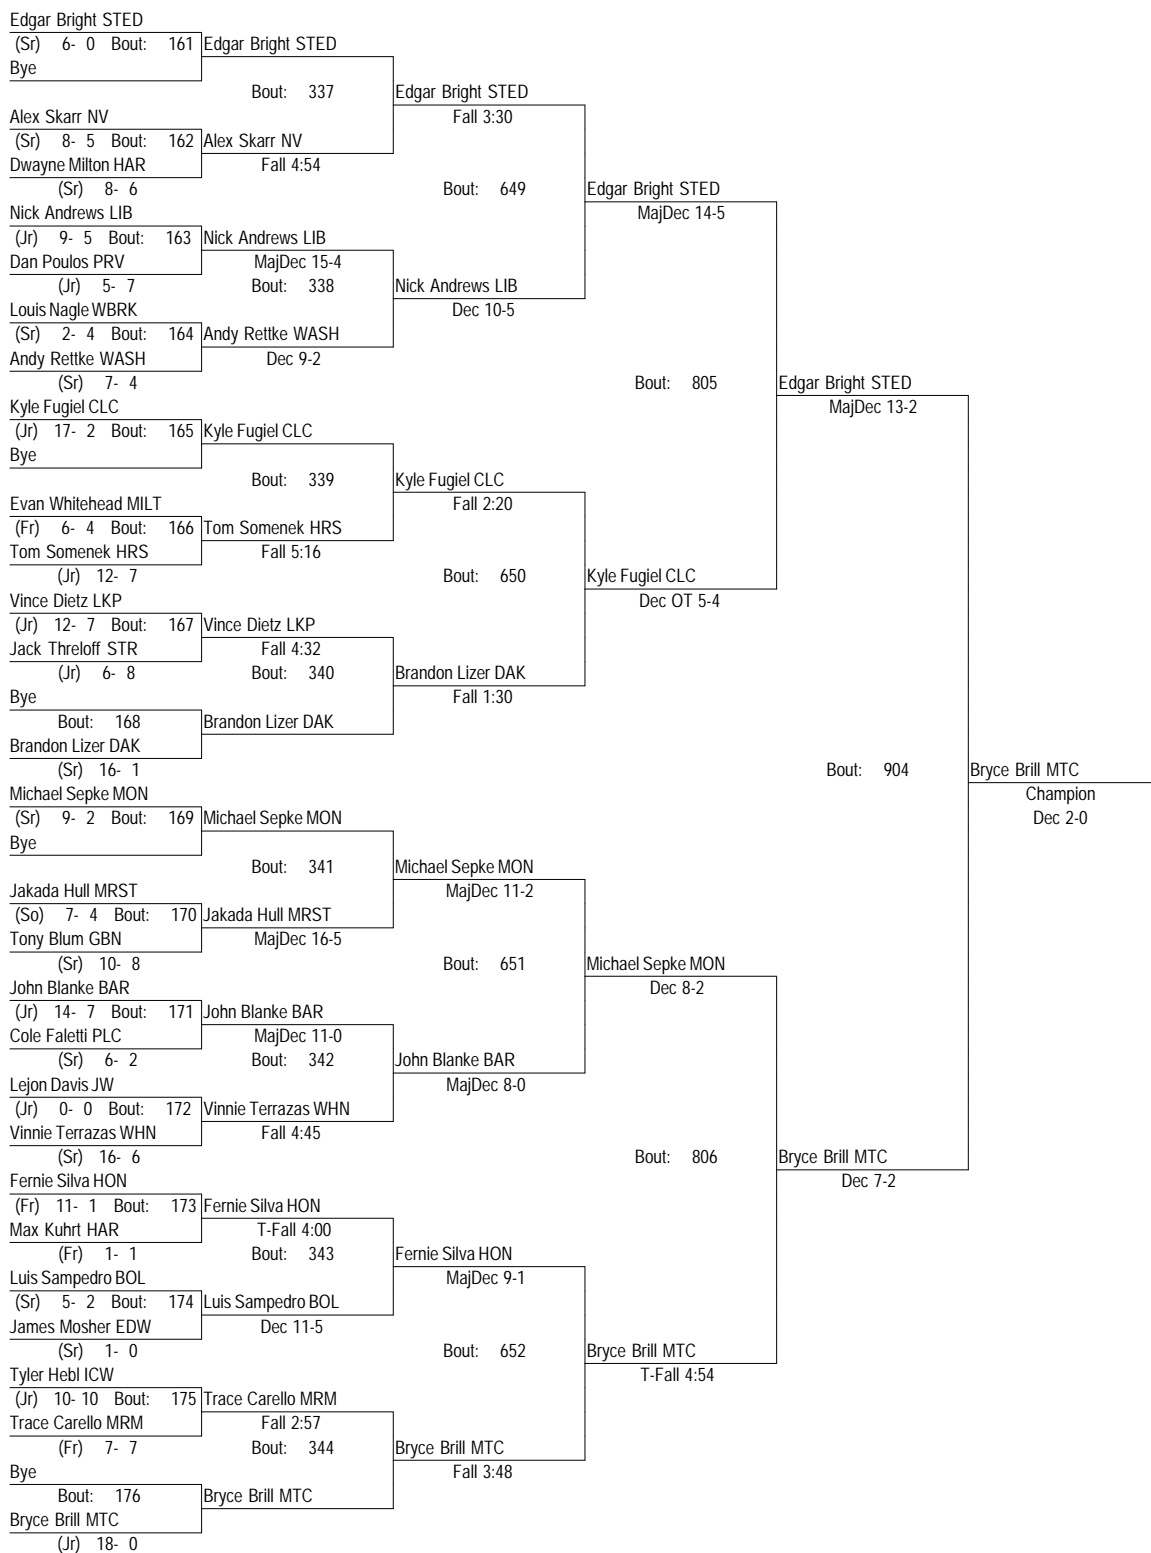 Edgar Bright STED
(Sr) 6- 0 Bout: 161 Edgar Bright STED
Bye
Bout: 337 Edgar Bright STED
Alex Skarr NV Fall 3:30
(Sr) 8- 5 Bout: 162 Alex Skarr NV
Dwayne Milton HAR Fall 4:54
(Sr) 8- 6 Bout: 649 Edgar Bright STED
Nick Andrews LIB MajDec 14-5
(Jr) 9- 5 Bout: 163 Nick Andrews LIB
Dan Poulos PRV MajDec 15-4
(Jr) 5- 7 Bout: 338 Nick Andrews LIB
Louis Nagle WBRK Dec 10-5
(Sr) 2- 4 Bout: 164 Andy Rettke WASH
Andy Rettke WASH Dec 9-2
(Sr) 7- 4 Bout: 805 Edgar Bright STED
Kyle Fugiel CLC MajDec 13-2
(Jr) 17- 2 Bout: 165 Kyle Fugiel CLC
Bye
Bout: 339 Kyle Fugiel CLC
Evan Whitehead MILT Fall 2:20
(Fr) 6- 4 Bout: 166 Tom Somenek HRS
Tom Somenek HRS Fall 5:16
(Jr) 12- 7 Bout: 650 Kyle Fugiel CLC
Vince Dietz LKP Dec OT 5-4
(Jr) 12- 7 Bout: 167 Vince Dietz LKP
Jack Threloff STR Fall 4:32
(Jr) 6- 8 Bout: 340 Brandon Lizer DAK
Bye Fall 1:30
Bout: 168 Brandon Lizer DAK
Brandon Lizer DAK
(Sr) 16- 1 Bout: 904 Bryce Brill MTC
Michael Sepke MON Champion
(Sr) 9- 2 Bout: 169 Michael Sepke MON Dec 2-0
Bye
Bout: 341 Michael Sepke MON
Jakada Hull MRST MajDec 11-2
(So) 7- 4 Bout: 170 Jakada Hull MRST
Tony Blum GBN MajDec 16-5
(Sr) 10- 8 Bout: 651 Michael Sepke MON
John Blanke BAR Dec 8-2
(Jr) 14- 7 Bout: 171 John Blanke BAR
Cole Faletti PLC MajDec 11-0
(Sr) 6- 2 Bout: 342 John Blanke BAR
Lejon Davis JW MajDec 8-0
(Jr) 0- 0 Bout: 172 Vinnie Terrazas WHN
Vinnie Terrazas WHN Fall 4:45
(Sr) 16- 6 Bout: 806 Bryce Brill MTC
Fernie Silva HON Dec 7-2
(Fr) 11- 1 Bout: 173 Fernie Silva HON
Max Kuhrt HAR T-Fall 4:00
(Fr) 1- 1 Bout: 343 Fernie Silva HON
Luis Sampedro BOL MajDec 9-1
(Sr) 5- 2 Bout: 174 Luis Sampedro BOL
James Mosher EDW Dec 11-5
(Sr) 1- 0 Bout: 652 Bryce Brill MTC
Tyler Hebl ICW T-Fall 4:54
(Jr) 10- 10 Bout: 175 Trace Carello MRM
Trace Carello MRM Fall 2:57
(Fr) 7- 7 Bout: 344 Bryce Brill MTC
Bye Fall 3:48
Bout: 176 Bryce Brill MTC
Bryce Brill MTC
(Jr) 18- 0